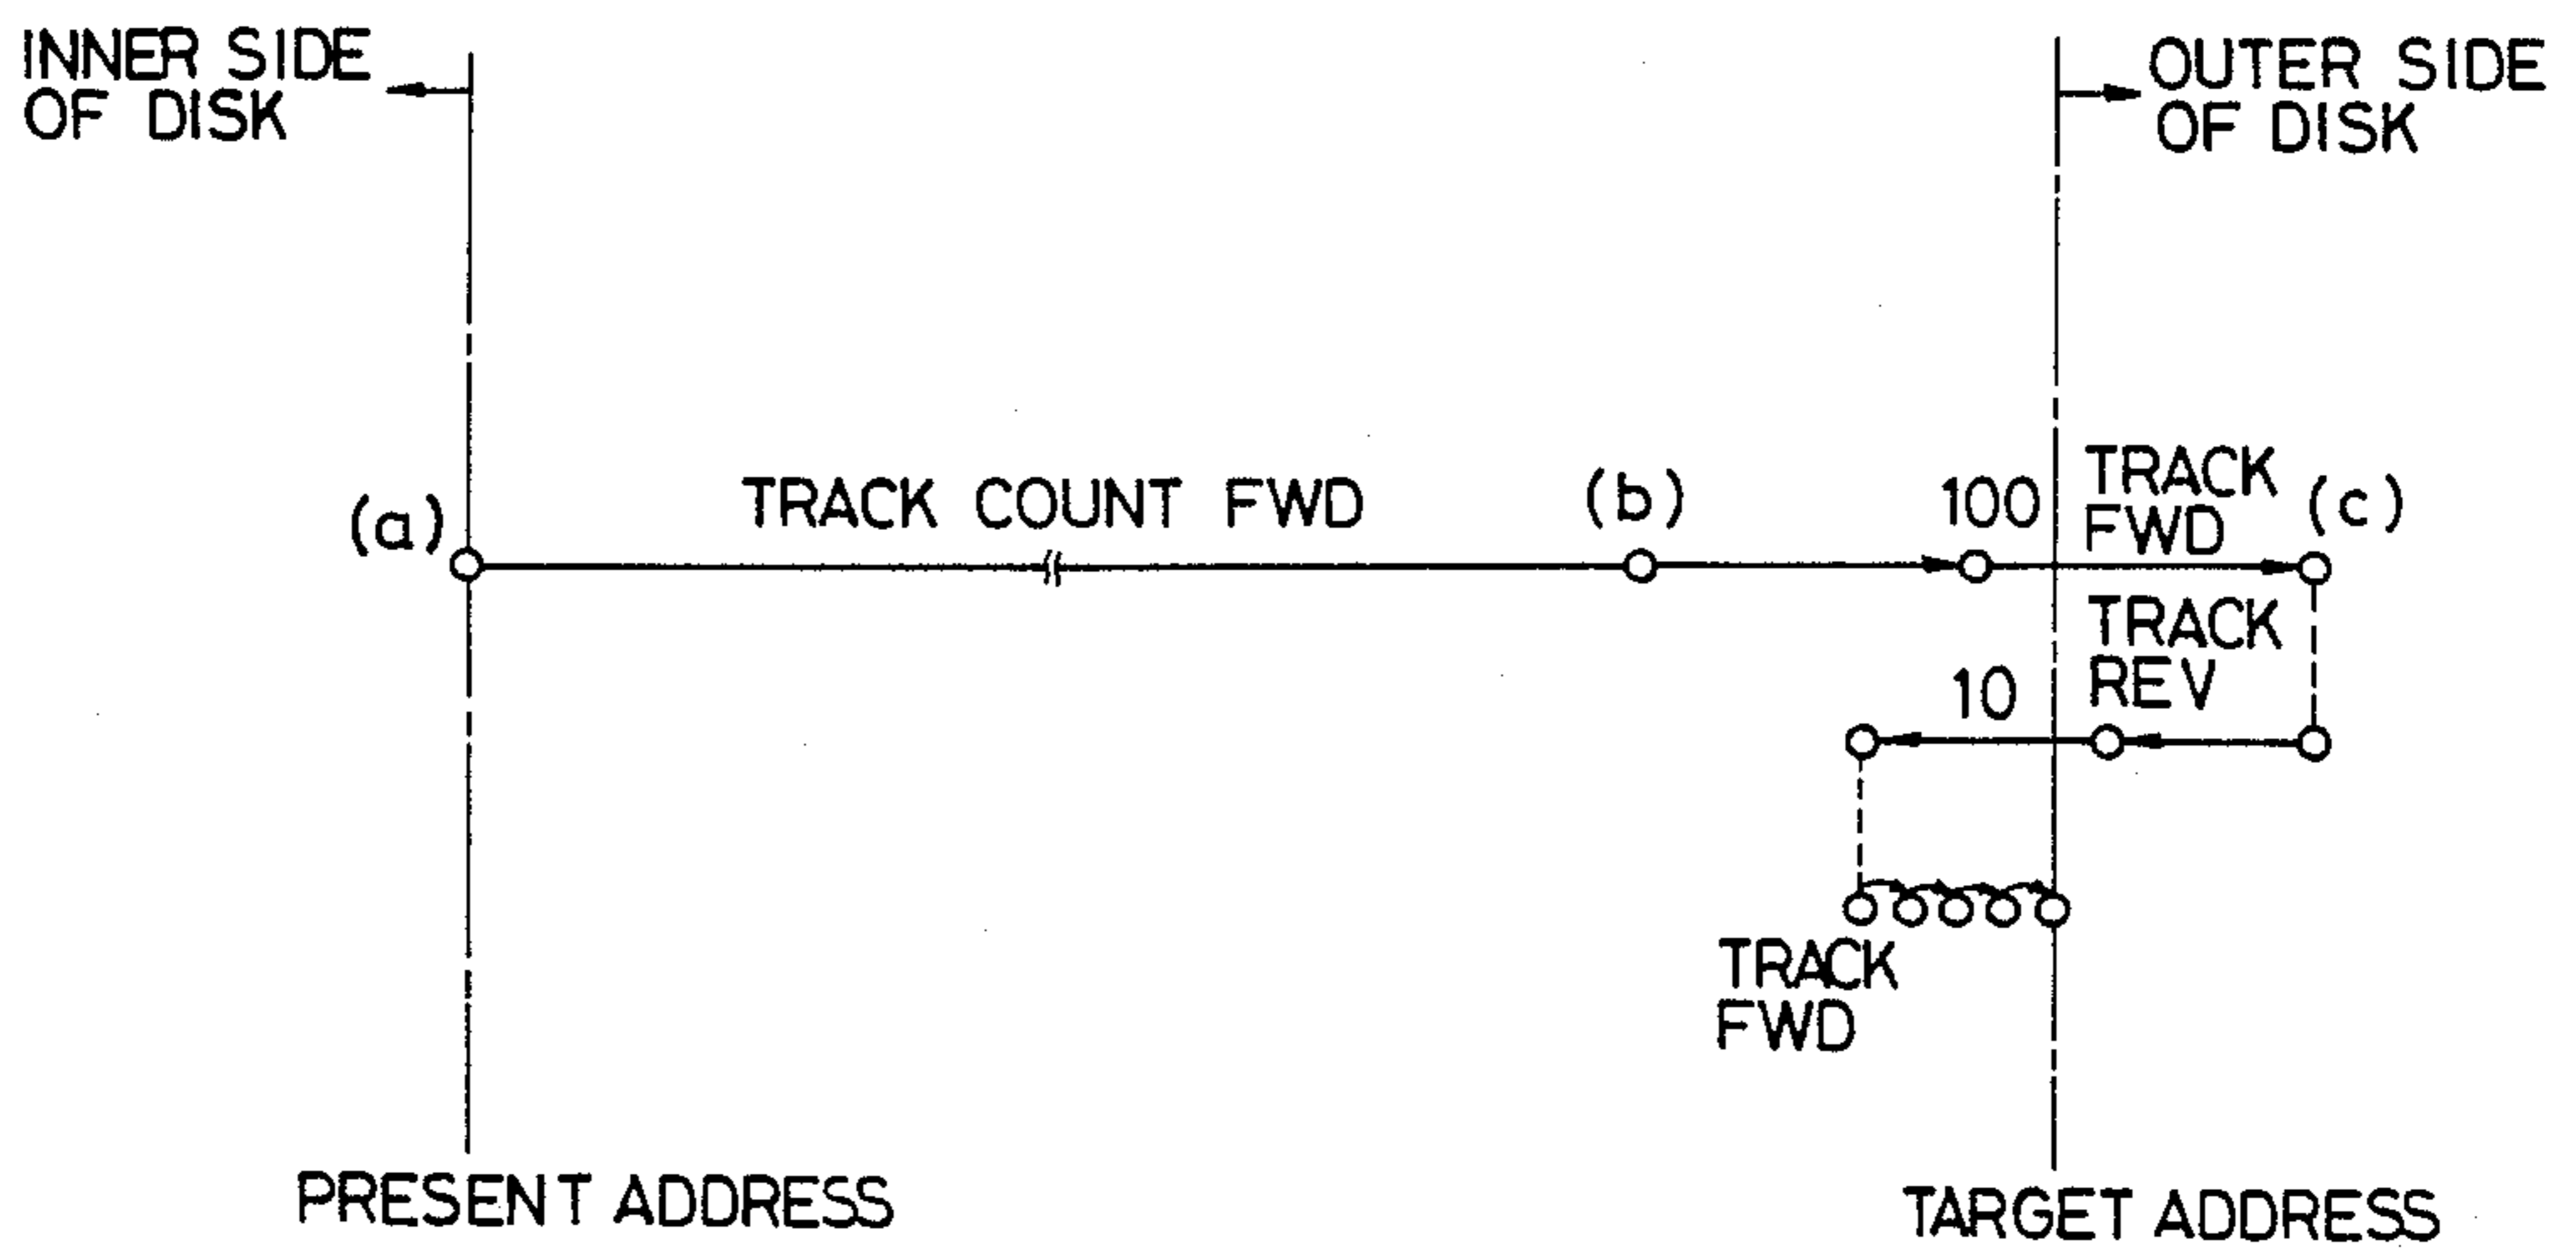 INNER SIDE
OF DISK
OUTER SIDE
OF DISK
(a)
TRACK COUNT FWD
(b)
100
TRACK
FWD
(c)
10
TRACK
REV
TRACK
FWD
PRESENT ADDRESS
TARGET ADDRESS